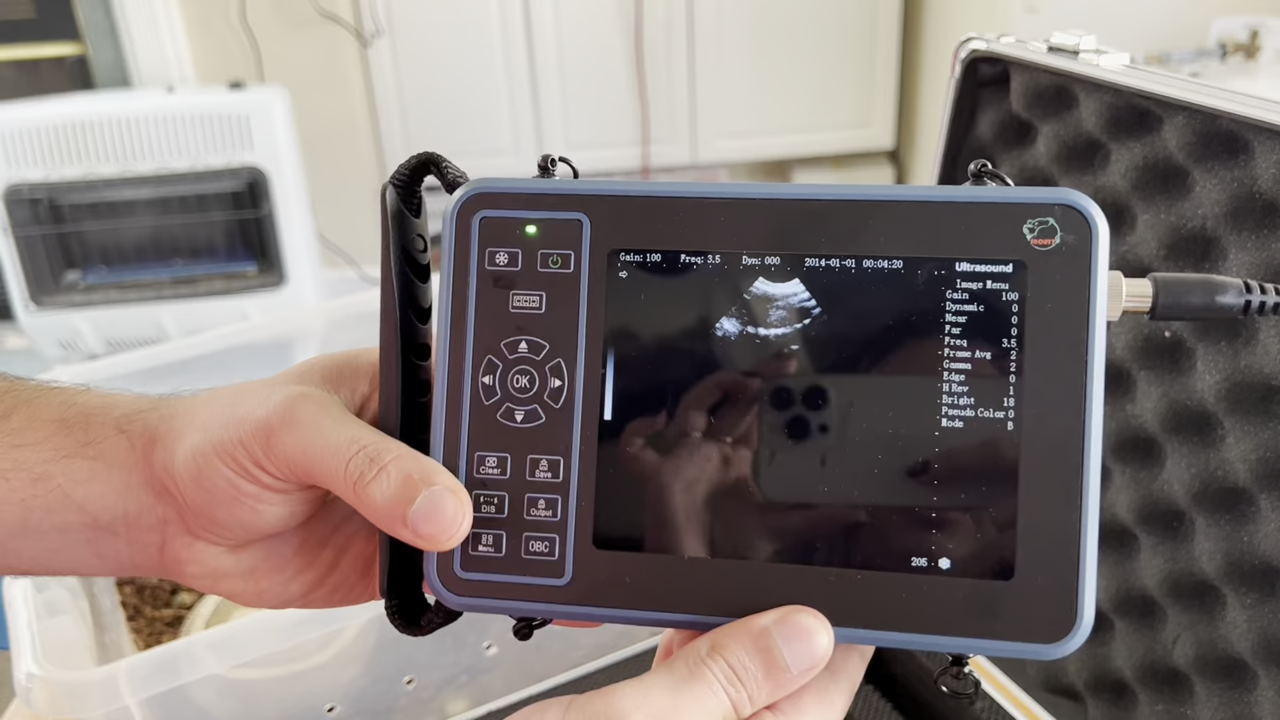 Gain: 100 Freq: 3.5 Dyn: 000 2014-01-01 00:04:20
Ultrasound
Image Menu
Gain 100
Dynamic 0
Near 0
Far 0
Freq 3.5
Frame Avg 2
Gamma 2
Edge 0
H Rev 1
Bright 18
Pseudo Color 0
Mode B
205
OK
Clear
Save
DIS
Output
Menu
OBC